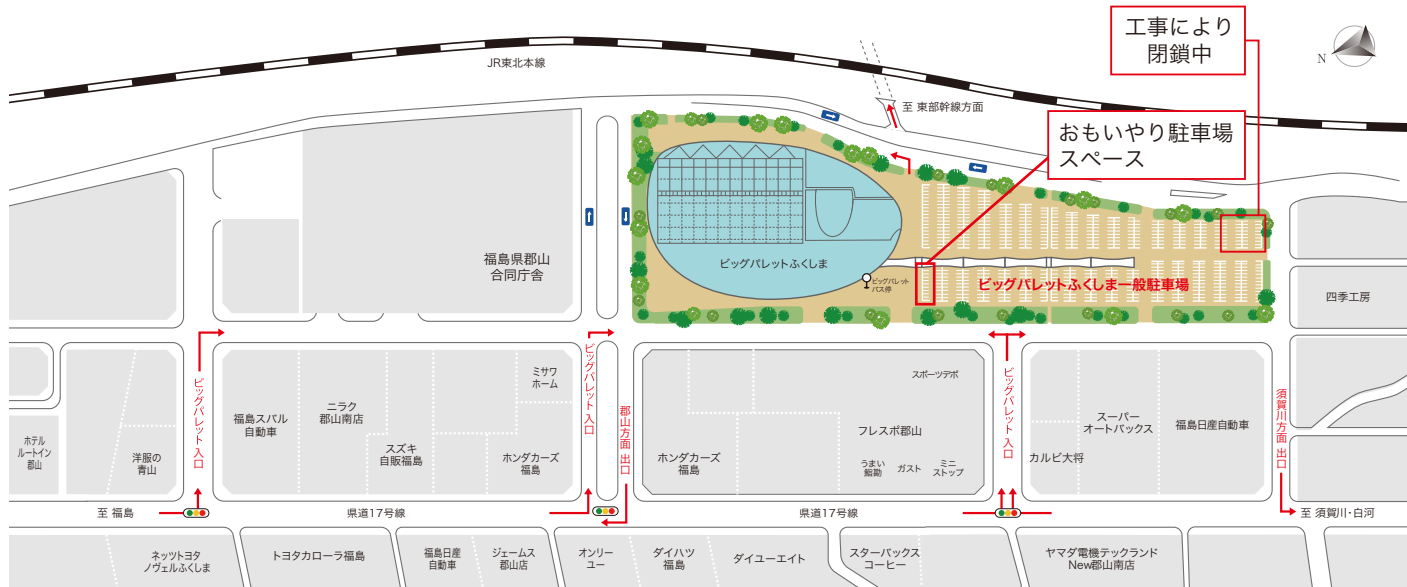 工事により
閉鎖中
N
JR東北本線
至 東部幹線方面
おもいやり駐車場
スペース
福島県郡山
合同庁舎
ビッグパレットふくしま
ビッグパレット
バス停
ビッグパレットふくしま一般駐車場
四季工房
ビッグパレット 入口
ビッグパレット 入口
郡山方面 出口
ビッグパレット 入口
須賀川方面 出口
ホテル
ルートイン
郡山
洋服の
青山
福島スバル
自動車
ニラク
郡山南店
スズキ
自販福島
ミサワ
ホーム
ホンダカーズ
福島
ホンダカーズ
福島
スポーツデポ
フレスポ郡山
うまい
鮨勘
ガスト
ミニ
ストップ
カルビ大将
スーパー
オートバックス
福島日産自動車
至 福島
県道17号線
県道17号線
至 須賀川・白河
ネッツトヨタ
ノヴェルふくしま
トヨタカローラ福島
福島日産
自動車
ジェームス
郡山店
オンリー
ユー
ダイハツ
福島
ダイユーエイト
スターバックス
コーヒー
ヤマダ電機テックランド
New郡山南店